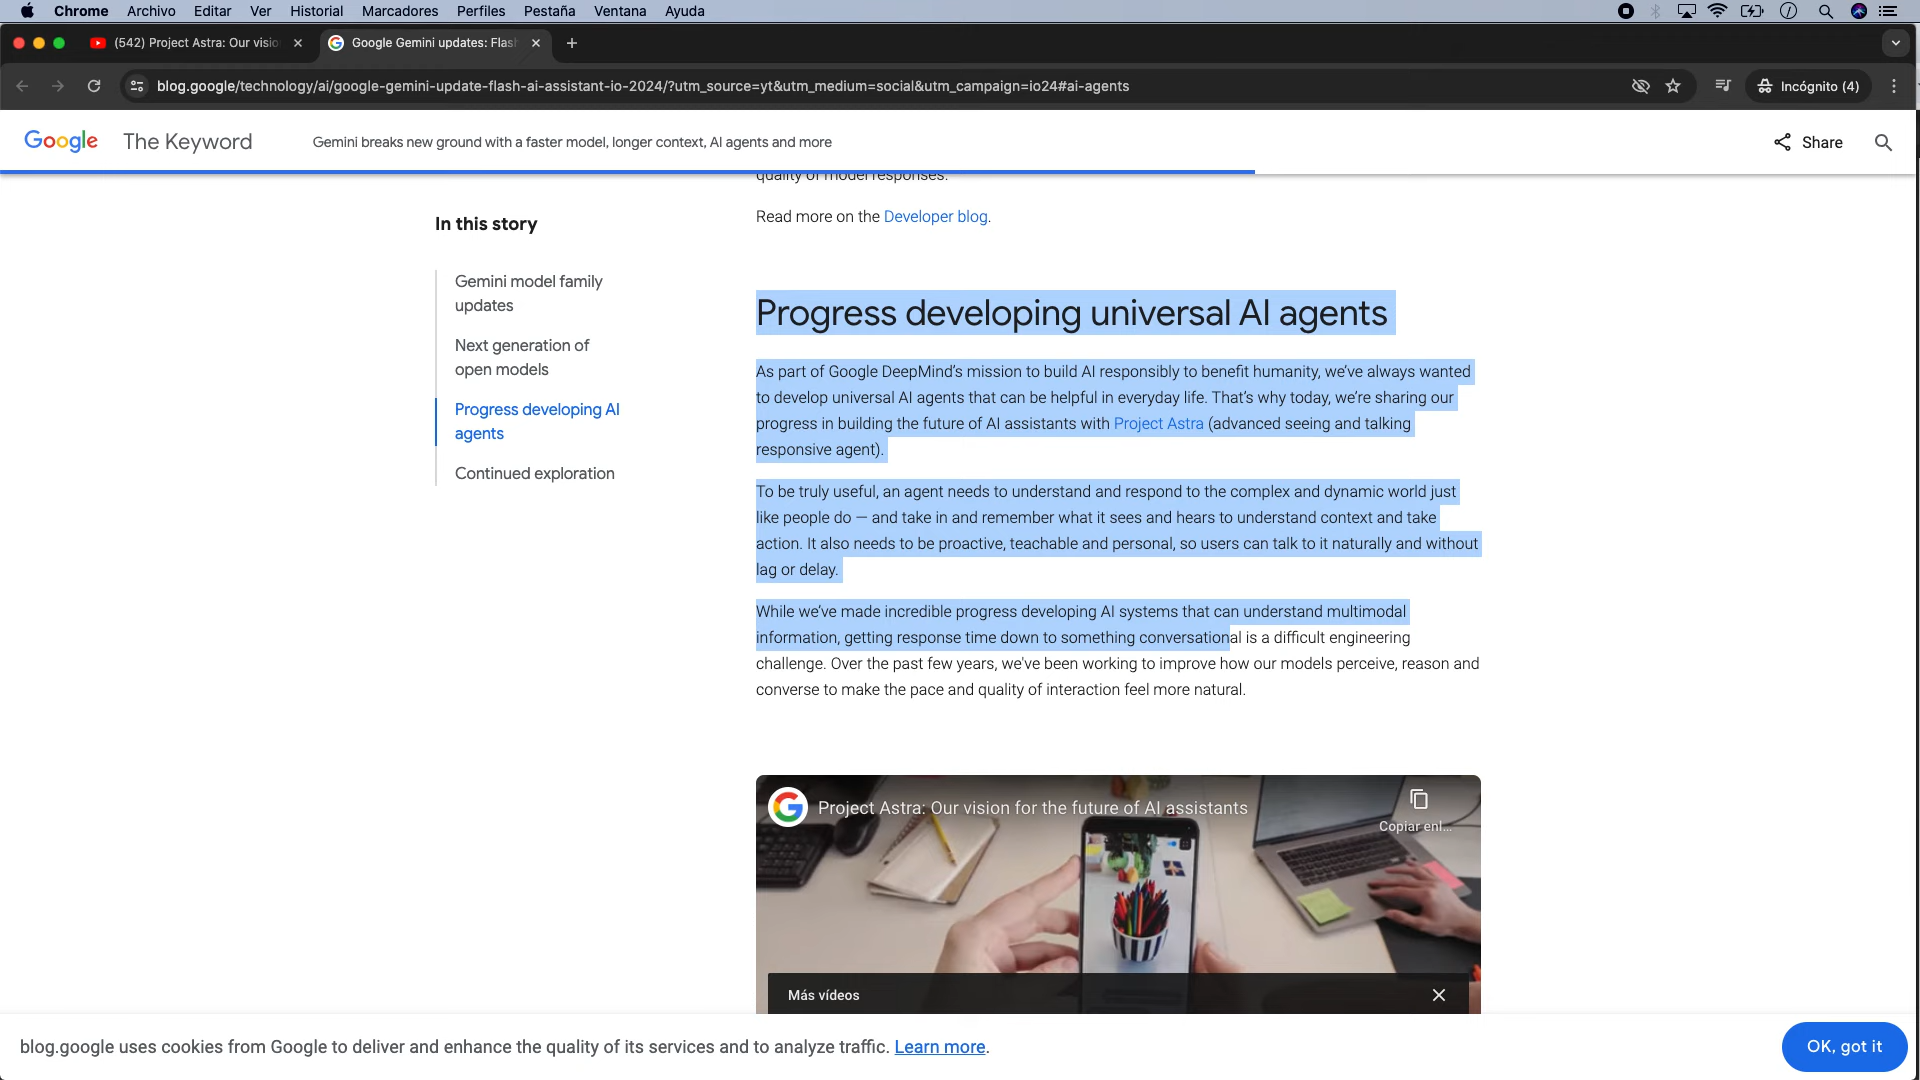 Chrome Archivo Editar Ver Historial Marcadores Perfiles Pestaña Ventana Ayuda
(542) Project Astra: Our visio
Google Gemini updates: Flas
blog.google/technology/ai/google-gemini-update-flash-ai-assistant-io-2024/?utm_source=yt&utm_medium=social&utm_campaign=io24#ai-agents
Incógnito (4)
Google The Keyword
Gemini breaks new ground with a faster model, longer context, AI agents and more
Share
quality of model responses.
Read more on the Developer blog.
In this story
Gemini model family
updates
Next generation of
open models
Progress developing AI
agents
Continued exploration
Progress developing universal AI agents
As part of Google DeepMind’s mission to build AI responsibly to benefit humanity, we’ve always wanted
to develop universal AI agents that can be helpful in everyday life. That’s why today, we’re sharing our
progress in building the future of AI assistants with Project Astra (advanced seeing and talking
responsive agent).
To be truly useful, an agent needs to understand and respond to the complex and dynamic world just
like people do — and take in and remember what it sees and hears to understand context and take
action. It also needs to be proactive, teachable and personal, so users can talk to it naturally and without
lag or delay.
While we’ve made incredible progress developing AI systems that can understand multimodal
information, getting response time down to something conversational is a difficult engineering
challenge. Over the past few years, we've been working to improve how our models perceive, reason and
converse to make the pace and quality of interaction feel more natural.
Project Astra: Our vision for the future of AI assistants
Copiar enl...
Más vídeos
blog.google uses cookies from Google to deliver and enhance the quality of its services and to analyze traffic. Learn more.
OK, got it